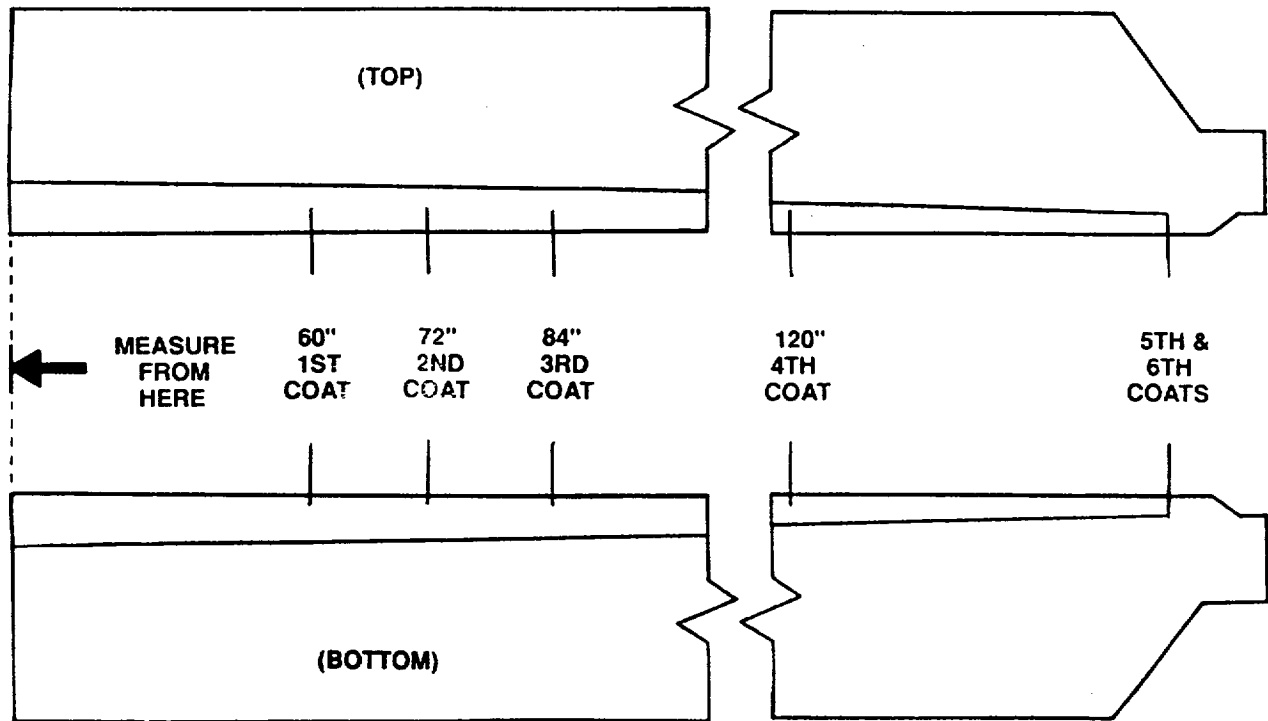 (TOP)
MEASURE
FROM
HERE
60"
1ST
COAT
72"
2ND
COAT
84"
3RD
COAT
120"
4TH
COAT
5TH &
6TH
COATS
(BOTTOM)